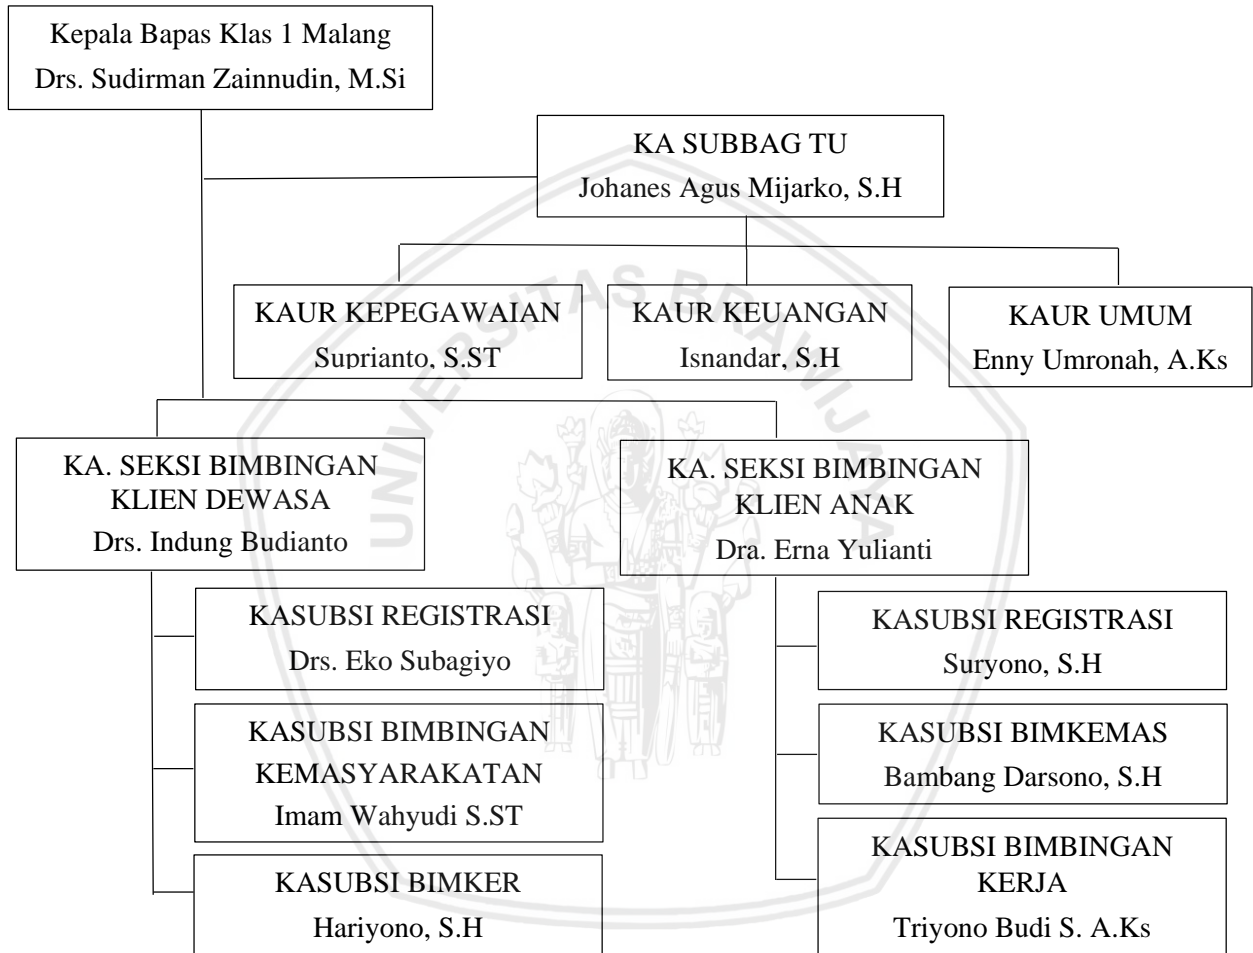 Kepala Bapas Klas 1 Malang
Drs. Sudirman Zainnudin, M.Si
KA SUBBAG TU
Johanes Agus Mijarko, S.H
KAUR KEPEGAWAIAN
Suprianto, S.ST
KAUR KEUANGAN
Isnandar, S.H
KAUR UMUM
Enny Umronah, A.Ks
KA. SEKSI BIMBINGAN
KLIEN DEWASA
Drs. Indung Budianto
KA. SEKSI BIMBINGAN
KLIEN ANAK
Dra. Erna Yulianti
KASUBSI REGISTRASI
Drs. Eko Subagiyo
KASUBSI BIMBINGAN
KEMASYARAKATAN
Imam Wahyudi S.ST
KASUBSI BIMKER
Hariyono, S.H
KASUBSI REGISTRASI
Suryono, S.H
KASUBSI BIMKEMAS
Bambang Darsono, S.H
KASUBSI BIMBINGAN
KERJA
Triyono Budi S. A.Ks
UNIVERSITAS BRAWIJAYA